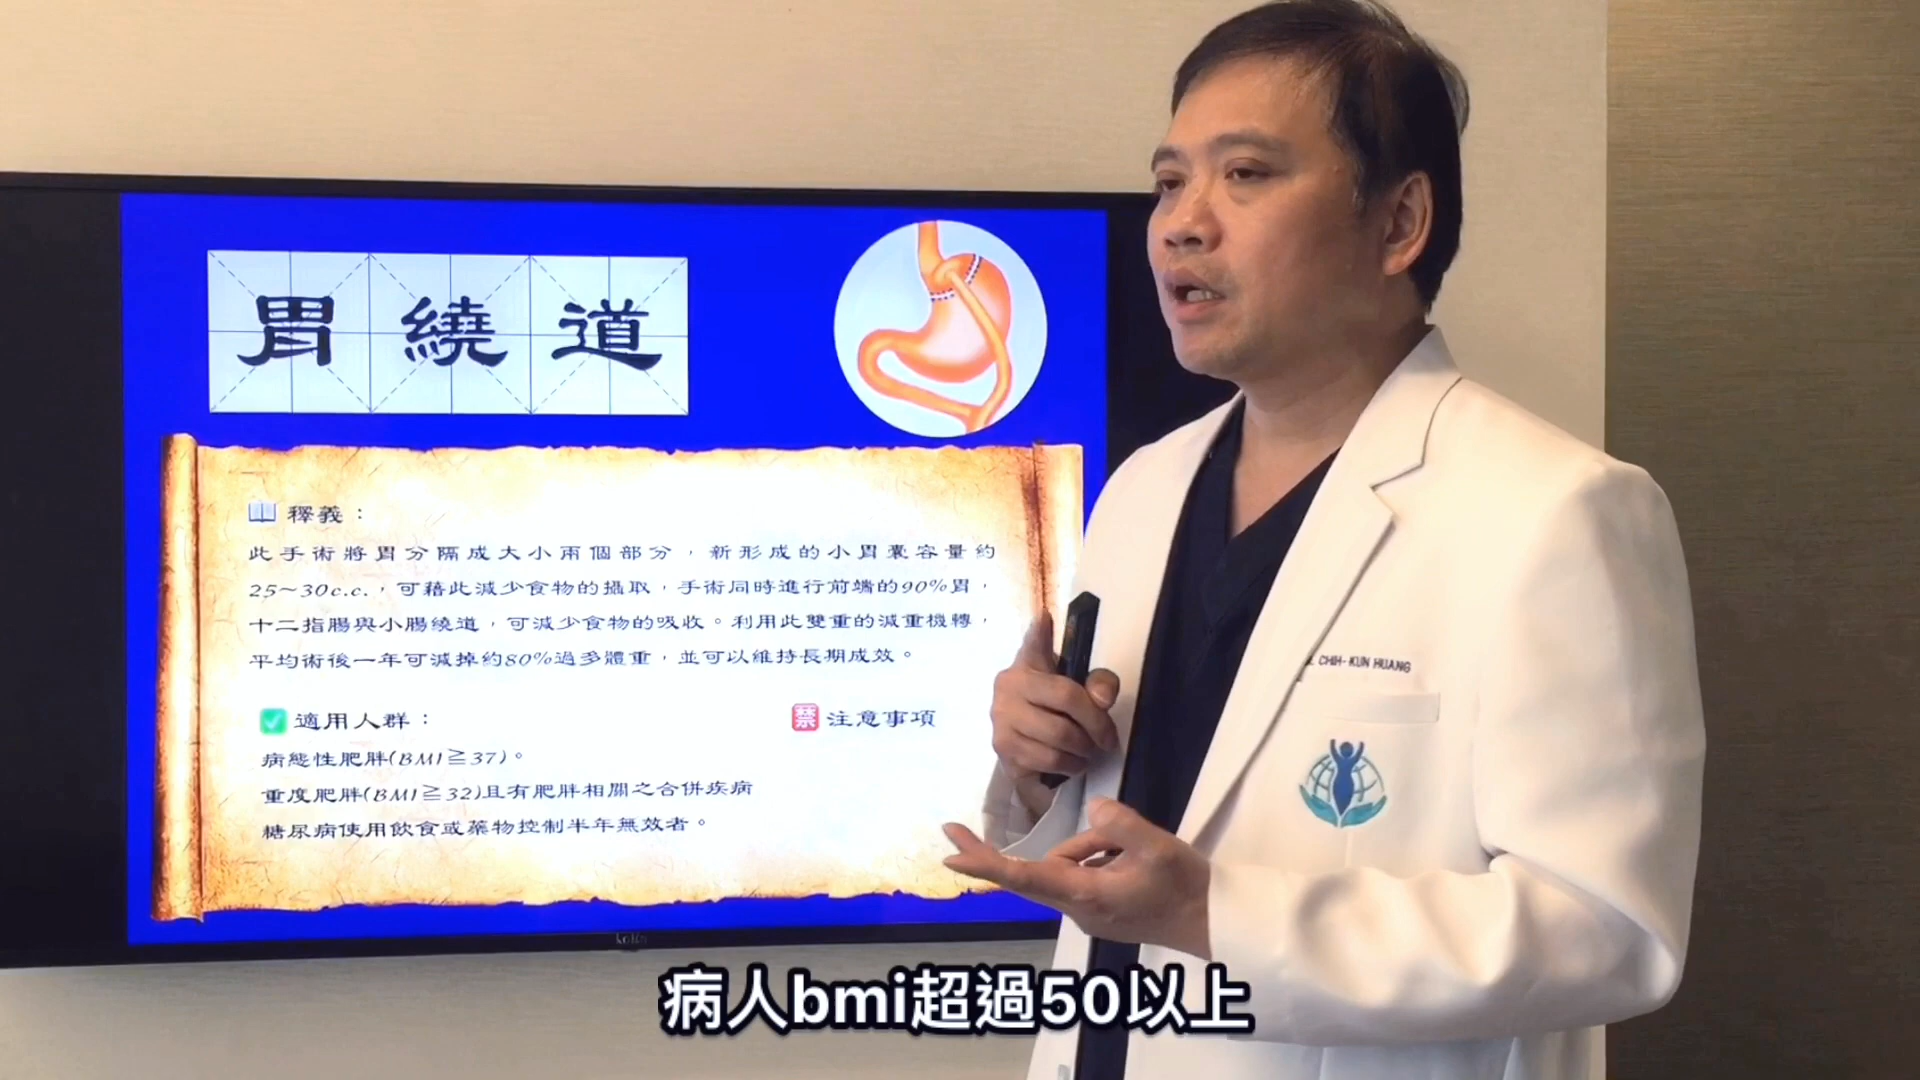 胃繞道
釋義：
此手術將胃分隔成大小兩個部分，新形成的小胃囊容量約
25~30c.c.，可藉此減少食物的攝取，手術同時進行前端的90%胃，
十二指腸與小腸繞道，可減少食物的吸收。利用此雙重的減重機轉，
平均術後一年可減掉約80%過多體重，並可以維持長期成效。
適用人群：
禁 注意事項
病態性肥胖(BMI≧37)。
重度肥胖(BMI≧32)且有肥胖相關之合併疾病
糖尿病使用飲食或藥物控制半年無效者。
CHIH-KUN HUANG
病人bmi超過50以上